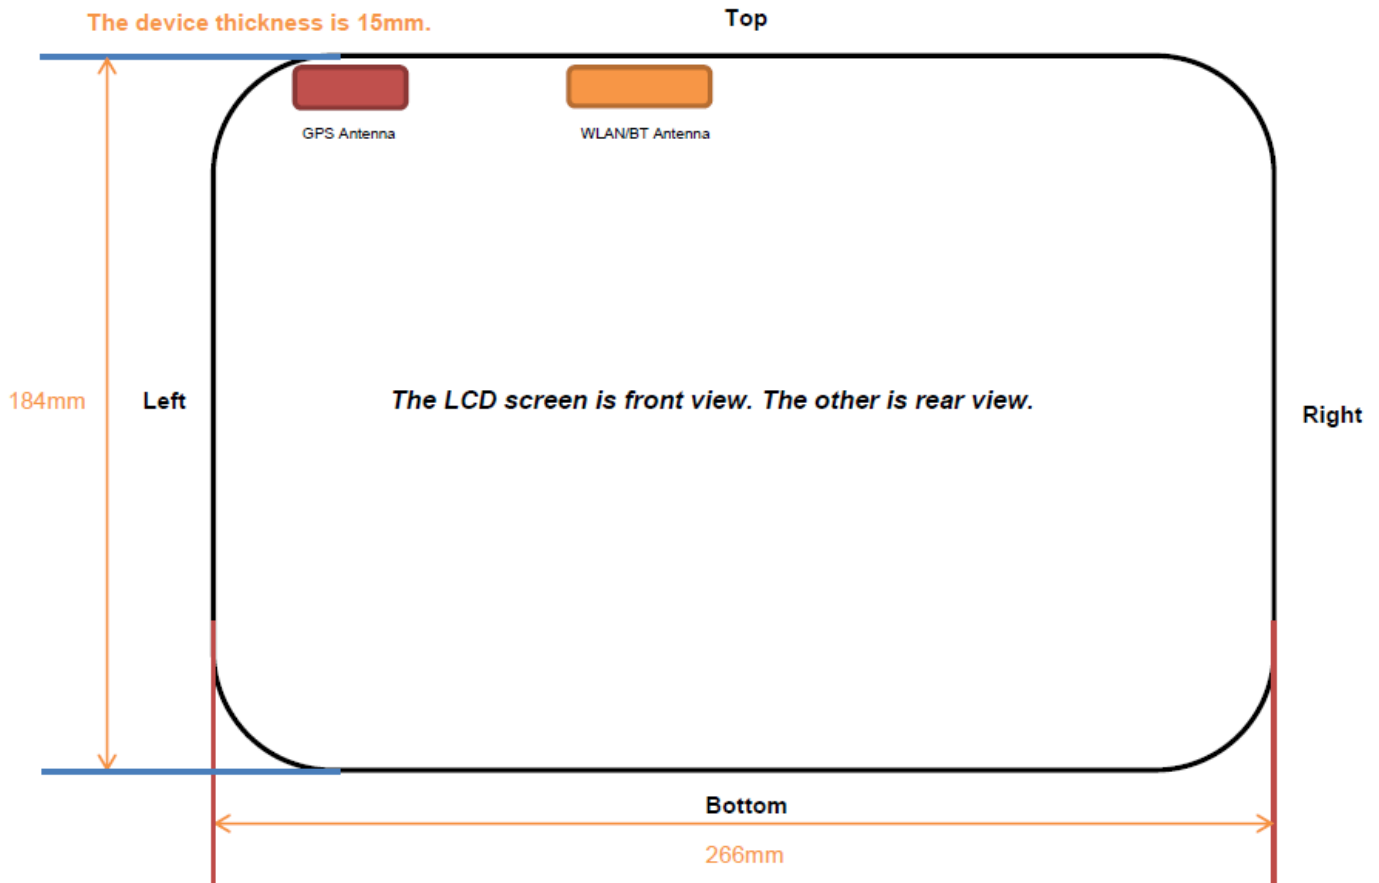 The device thickness is 15mm.
Top
GPS Antenna
WLAN/BT Antenna
184mm
Left
The LCD screen is front view. The other is rear view.
Right
Bottom
266mm